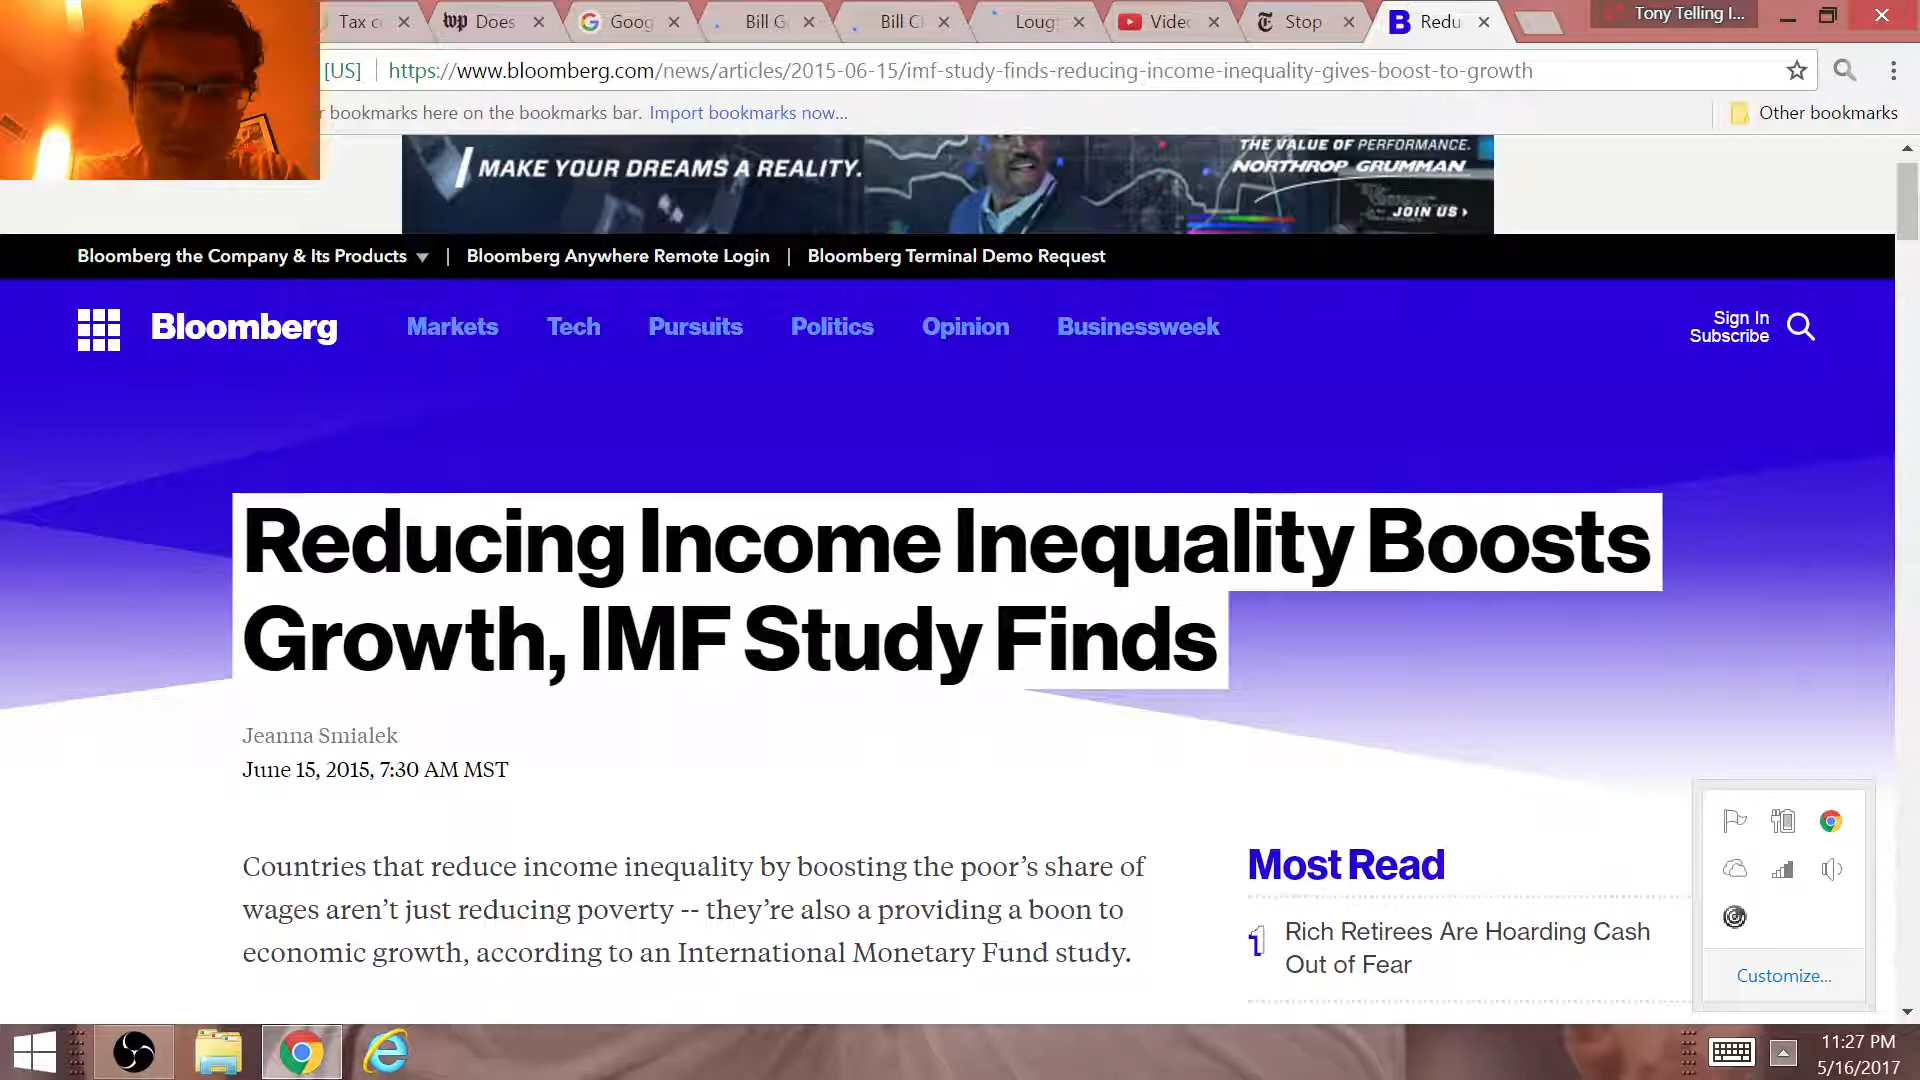 Tax c
wp Does
Goog
Bill G
Bill C
Loug
Vide
Stop
B Redu
Tony Telling I...
[US] https://www.bloomberg.com/news/articles/2015-06-15/imf-study-finds-reducing-income-inequality-gives-boost-to-growth
bookmarks here on the bookmarks bar. Import bookmarks now...
Other bookmarks
MAKE YOUR DREAMS A REALITY.
THE VALUE OF PERFORMANCE.
NORTHROP GRUMMAN
JOIN US ›
Bloomberg the Company & Its Products ▼ | Bloomberg Anywhere Remote Login | Bloomberg Terminal Demo Request
Bloomberg Markets Tech Pursuits Politics Opinion Businessweek
Sign In
Subscribe
Reducing Income Inequality Boosts
Growth, IMF Study Finds
Jeanna Smialek
June 15, 2015, 7:30 AM MST
Countries that reduce income inequality by boosting the poor’s share of
wages aren’t just reducing poverty -- they’re also a providing a boon to
economic growth, according to an International Monetary Fund study.
Most Read
1 Rich Retirees Are Hoarding Cash
Out of Fear
Customize...
11:27 PM
5/16/2017